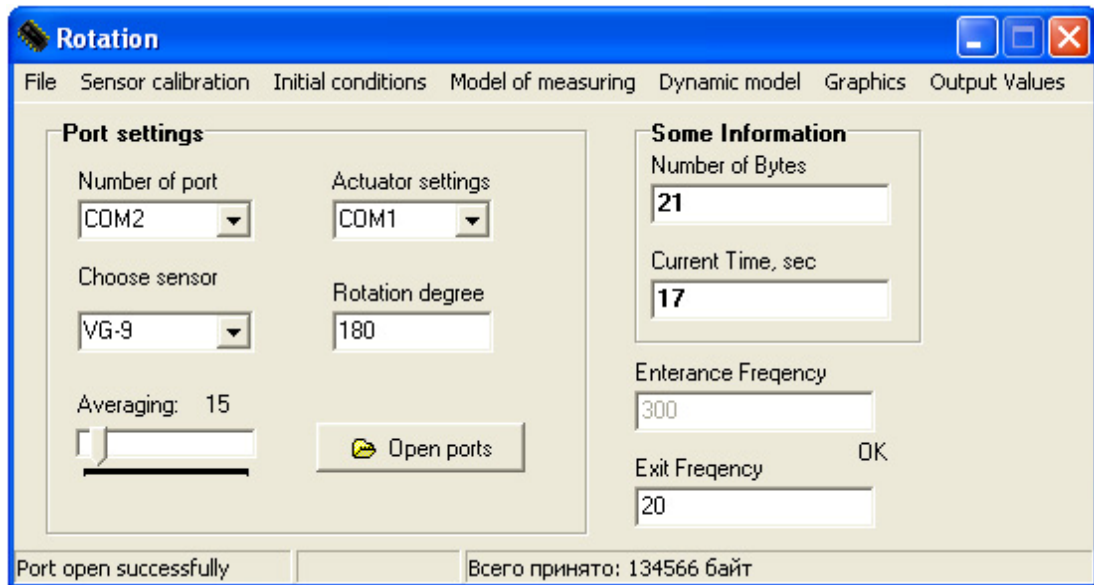 Rotation
File Sensor calibration Initial conditions Model of measuring Dynamic model Graphics Output Values
Port settings
Number of port
COM2
Actuator settings
COM1
Choose sensor
VG-9
Rotation degree
180
Averaging: 15
Open ports
Some Information
Number of Bytes
21
Current Time, sec
17
Enterance Freqency
300
OK
Exit Freqency
20
Port open successfully
Всего принято: 134566 байт